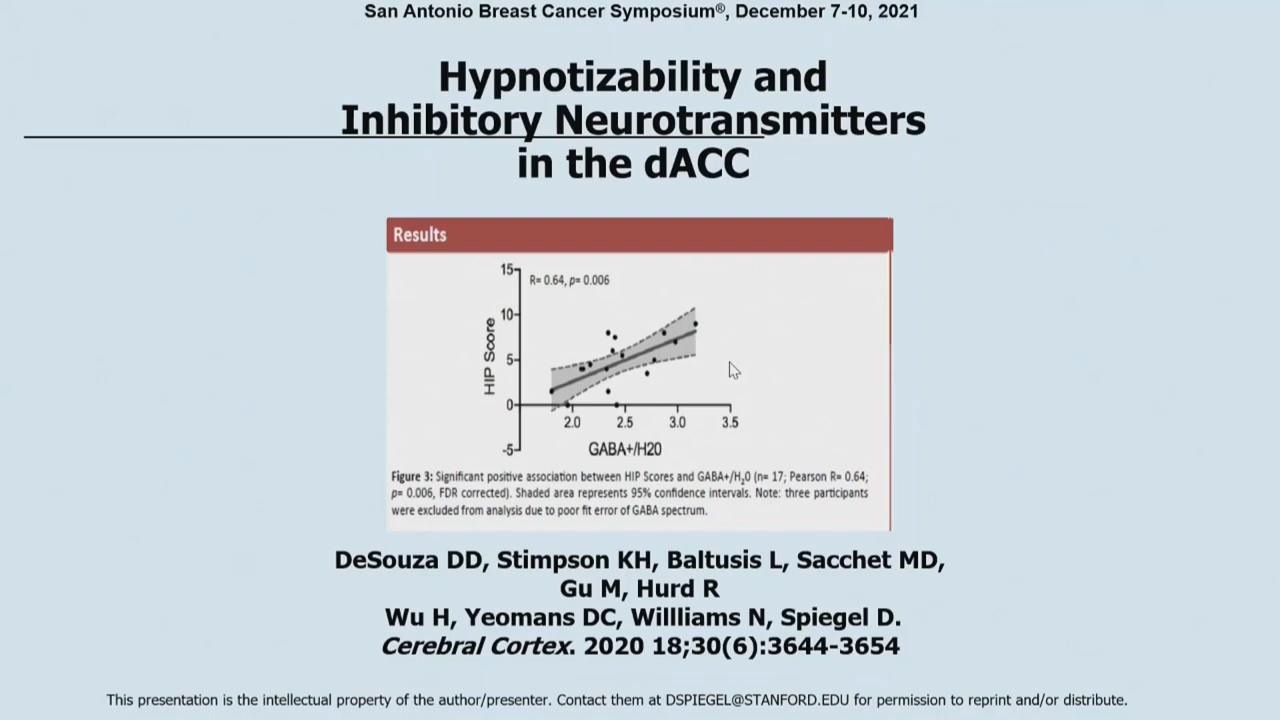 San Antonio Breast Cancer Symposium®, December 7-10, 2021
Hypnotizability and
Inhibitory Neurotransmitters
in the dACC
Results
R= 0.64, p= 0.006
15
10
5
0
-5
HIP Score
2.0 2.5 3.0 3.5
GABA+/H20
Figure 3: Significant positive association between HIP Scores and GABA+/H₂O (n= 17; Pearson R= 0.64;
p= 0.006, FDR corrected). Shaded area represents 95% confidence intervals. Note: three participants
were excluded from analysis due to poor fit error of GABA spectrum.
DeSouza DD, Stimpson KH, Baltusis L, Sacchet MD,
Gu M, Hurd R
Wu H, Yeomans DC, Willliams N, Spiegel D.
Cerebral Cortex. 2020 18;30(6):3644-3654
This presentation is the intellectual property of the author/presenter. Contact them at DSPIEGEL@STANFORD.EDU for permission to reprint and/or distribute.